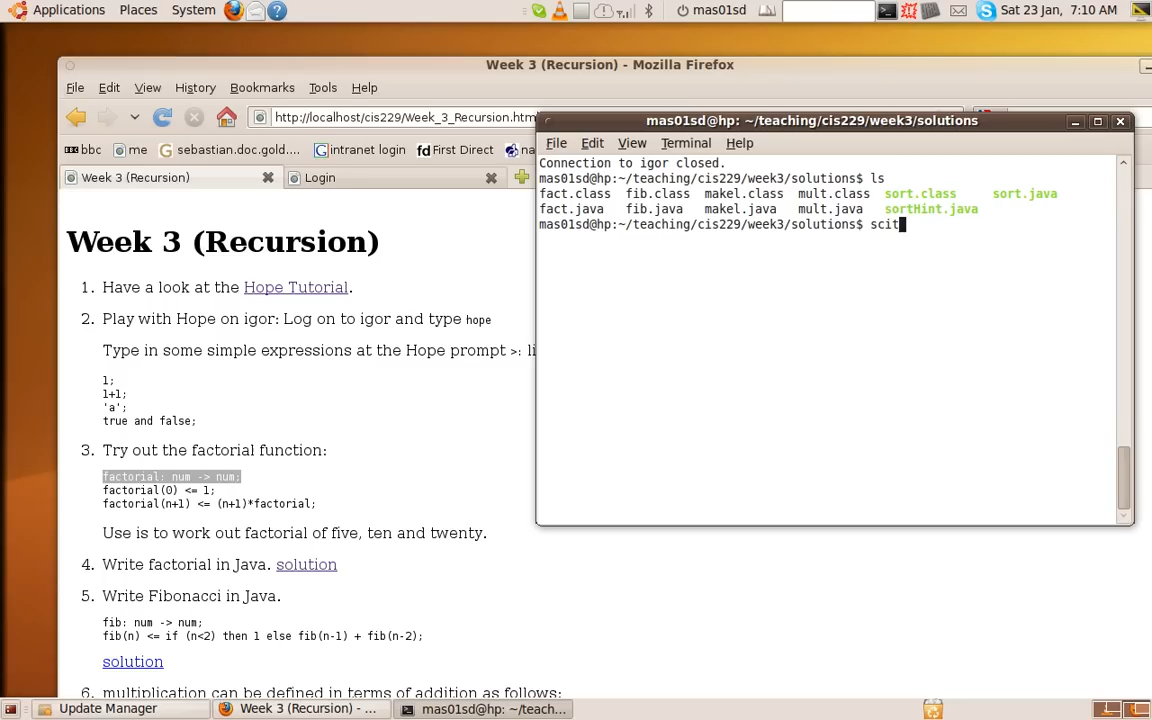 Applications Places System mas01sd Sat 23 Jan, 7:10 AM
Week 3 (Recursion) - Mozilla Firefox
File Edit View History Bookmarks Tools Help
http://localhost/cis229/Week_3_Recursion.htm
bbc me sebastian.doc.gold... intranet login fd First Direct na
Week 3 (Recursion) Login
Week 3 (Recursion)
1. Have a look at the Hope Tutorial.
2. Play with Hope on igor: Log on to igor and type hope
Type in some simple expressions at the Hope prompt >: li
1;
1+1;
'a';
true and false;
3. Try out the factorial function:
factorial: num -> num;
factorial(0) <= 1;
factorial(n+1) <= (n+1)*factorial;
Use is to work out factorial of five, ten and twenty.
4. Write factorial in Java. solution
5. Write Fibonacci in Java.
fib: num -> num;
fib(n) <= if (n<2) then 1 else fib(n-1) + fib(n-2);
solution
6. multiplication can be defined in terms of addition as follows:
mas01sd@hp: ~/teaching/cis229/week3/solutions
File Edit View Terminal Help
Connection to igor closed.
mas01sd@hp:~/teaching/cis229/week3/solutions$ ls
fact.class fib.class makel.class mult.class sort.class sort.java
fact.java fib.java makel.java mult.java sortHint.java
mas01sd@hp:~/teaching/cis229/week3/solutions$ scit
Update Manager Week 3 (Recursion) - ... mas01sd@hp: ~/teach...